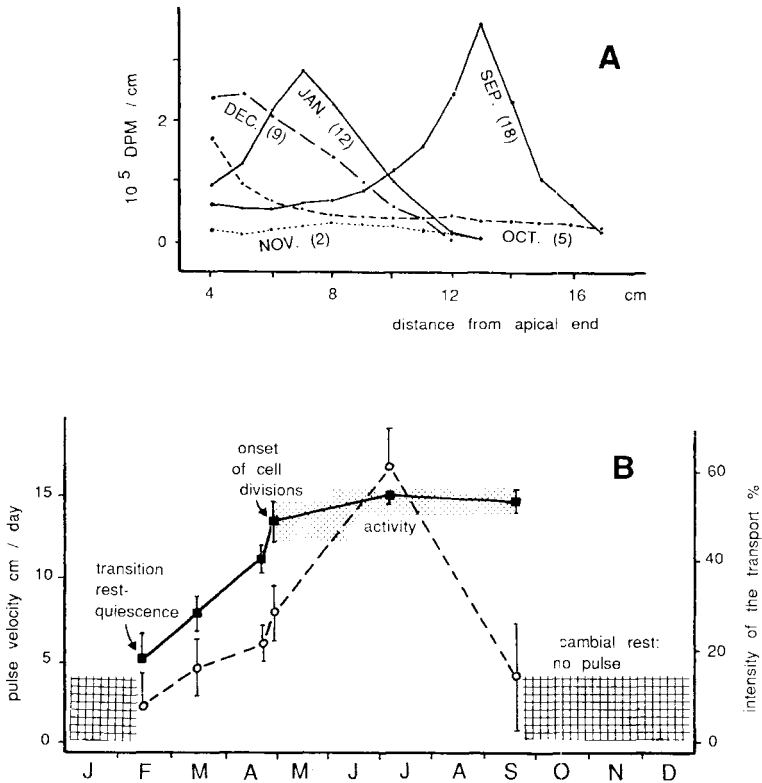 A
10⁵ DPM / cm
2
0
DEC. (9)
JAN. (12)
SEP. (18)
NOV. (2)
OCT. (5)
4 8 12 16 cm
distance from apical end
B
pulse velocity cm / day
15
10
5
0
onset
of cell
divisions
activity
transition
rest-
quiescence
cambial rest:
no pulse
60
40
20
0
intensity of the transport %
J F M A M J J A S O N D